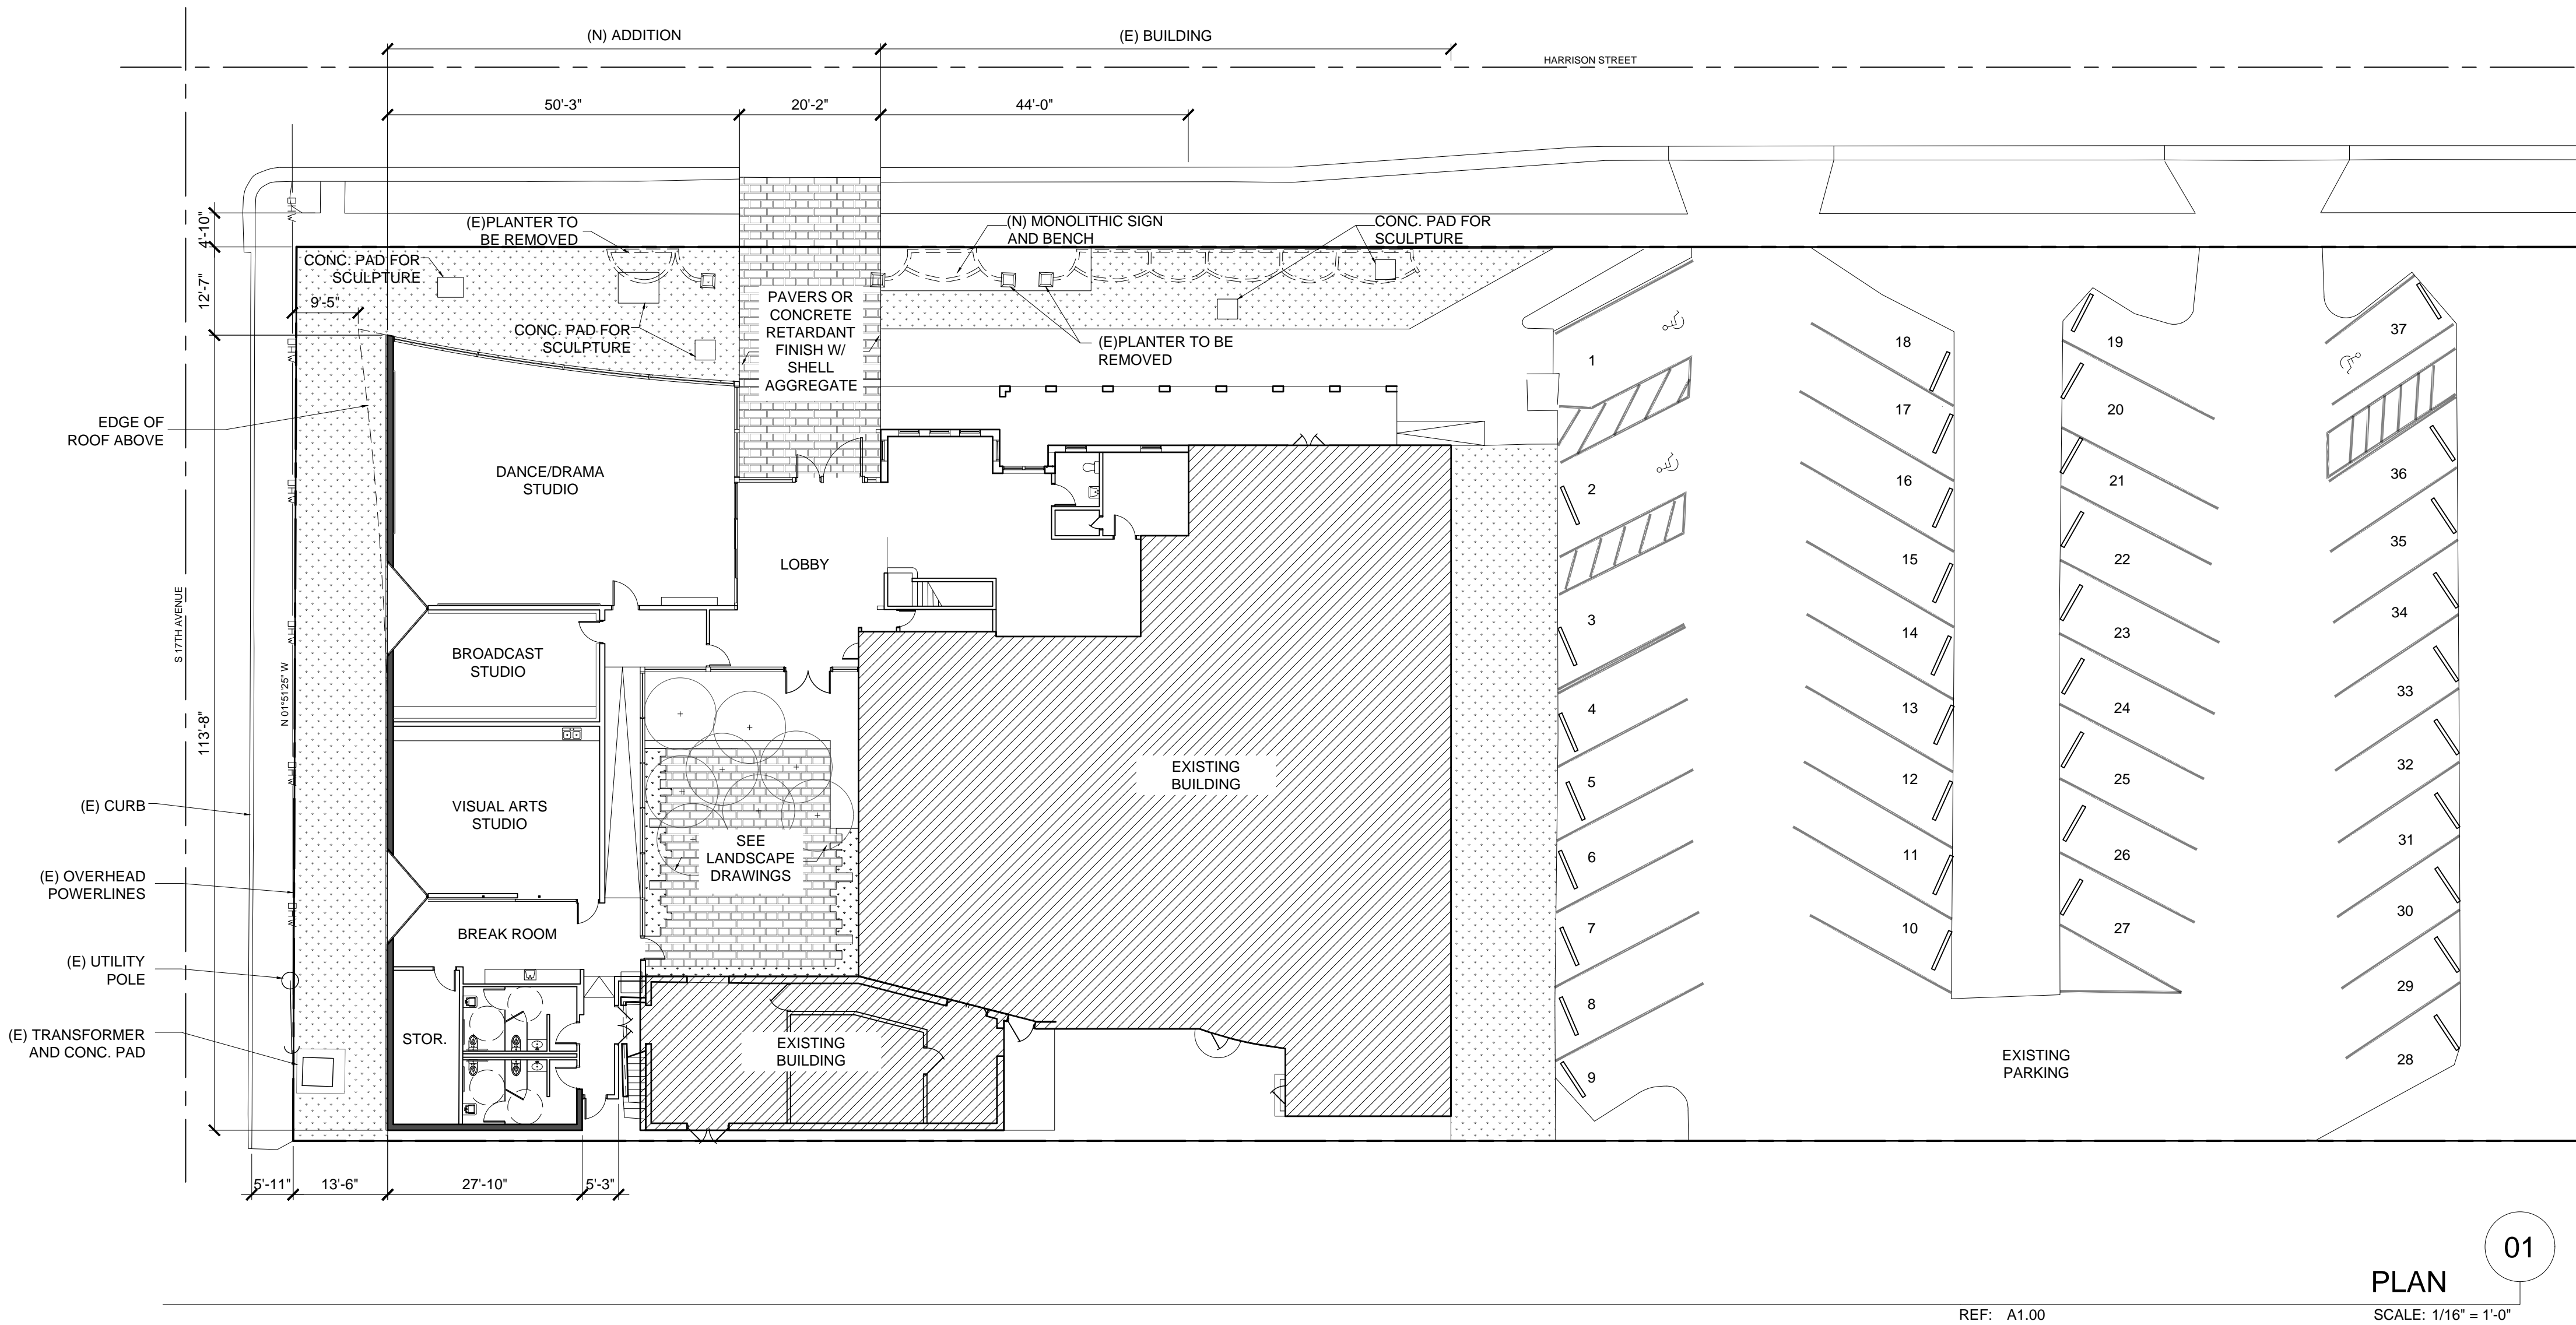 (N) ADDITION
(E) BUILDING
HARRISON STREET
50'-3"
20'-2"
44'-0"
4'-10"
12'-7"
113'-8"
9'-5"
(E)PLANTER TO
BE REMOVED
(N) MONOLITHIC SIGN
AND BENCH
CONC. PAD FOR
SCULPTURE
CONC. PAD FOR
SCULPTURE
CONC. PAD FOR
SCULPTURE
PAVERS OR
CONCRETE
RETARDANT
FINISH W/
SHELL
AGGREGATE
(E)PLANTER TO BE
REMOVED
EDGE OF
ROOF ABOVE
(E) CURB
(E) OVERHEAD
POWERLINES
(E) UTILITY
POLE
(E) TRANSFORMER
AND CONC. PAD
S 17TH AVENUE
N 01°51'25" W
OHW
OHW
OHW
OHW
OHW
OHW
DANCE/DRAMA
STUDIO
LOBBY
BROADCAST
STUDIO
VISUAL ARTS
STUDIO
BREAK ROOM
STOR.
SEE
LANDSCAPE
DRAWINGS
EXISTING
BUILDING
EXISTING
BUILDING
1
2
3
4
5
6
7
8
9
18
17
16
15
14
13
12
11
10
19
20
21
22
23
24
25
26
27
37
36
35
34
33
32
31
30
29
28
EXISTING
PARKING
5'-11"
13'-6"
27'-10"
5'-3"
01
PLAN
REF: A1.00
SCALE: 1/16" = 1'-0"